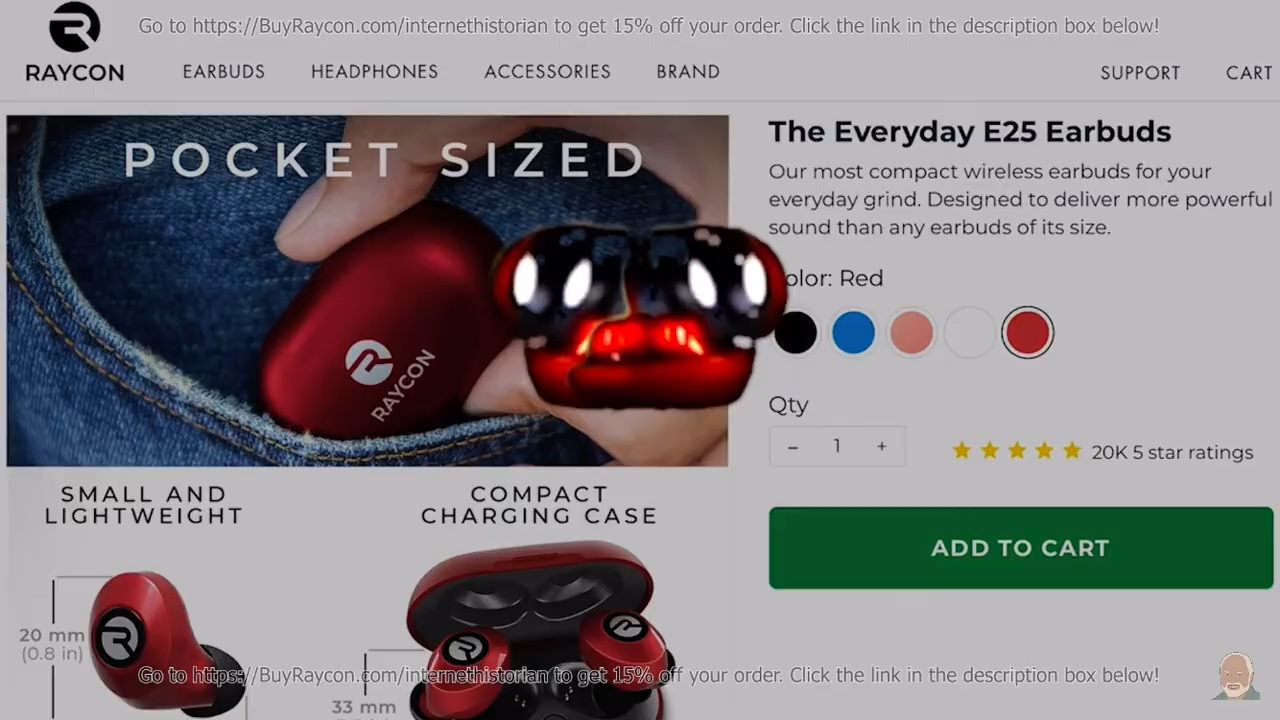 Go to https://BuyRaycon.com/internethistorian to get 15% off your order. Click the link in the description box below!
RAYCON
EARBUDS
HEADPHONES
ACCESSORIES
BRAND
SUPPORT
CART
POCKET SIZED
RAYCON
The Everyday E25 Earbuds
Our most compact wireless earbuds for your
everyday grind. Designed to deliver more powerful
sound than any earbuds of its size.
olor: Red
Qty
– 1 +
20K 5 star ratings
ADD TO CART
SMALL AND
LIGHTWEIGHT
COMPACT
CHARGING CASE
20 mm
(0.8 in)
33 mm
Go to https://BuyRaycon.com/internethistorian to get 15% off your order. Click the link in the description box below!